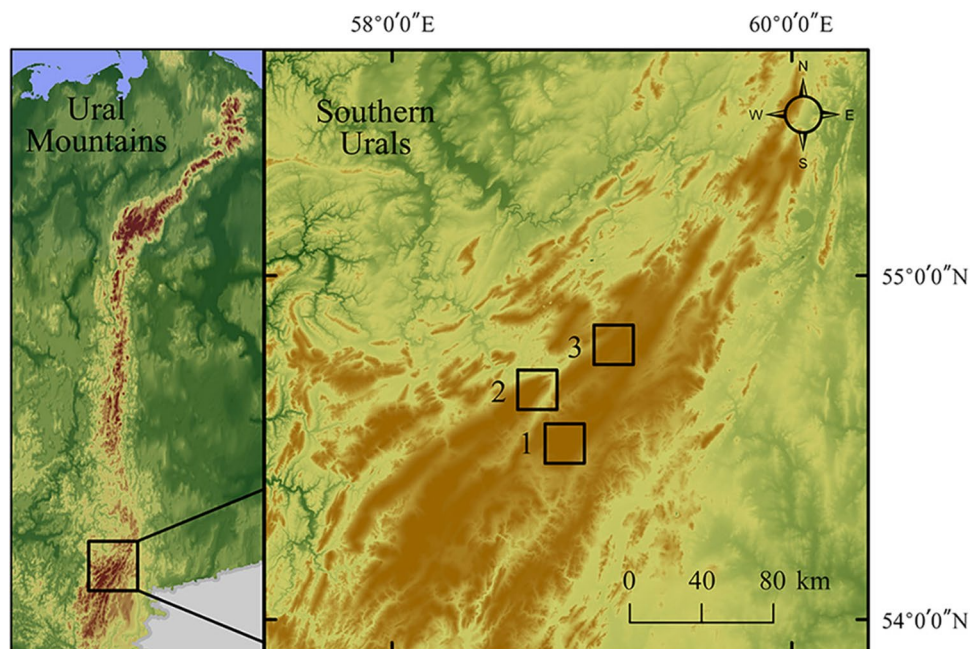 58°0′0″E
60°0′0″E
Ural
Mountains
Southern
Urals
N
W
E
S
55°0′0″N
3
2
1
0 40 80 km
54°0′0″N